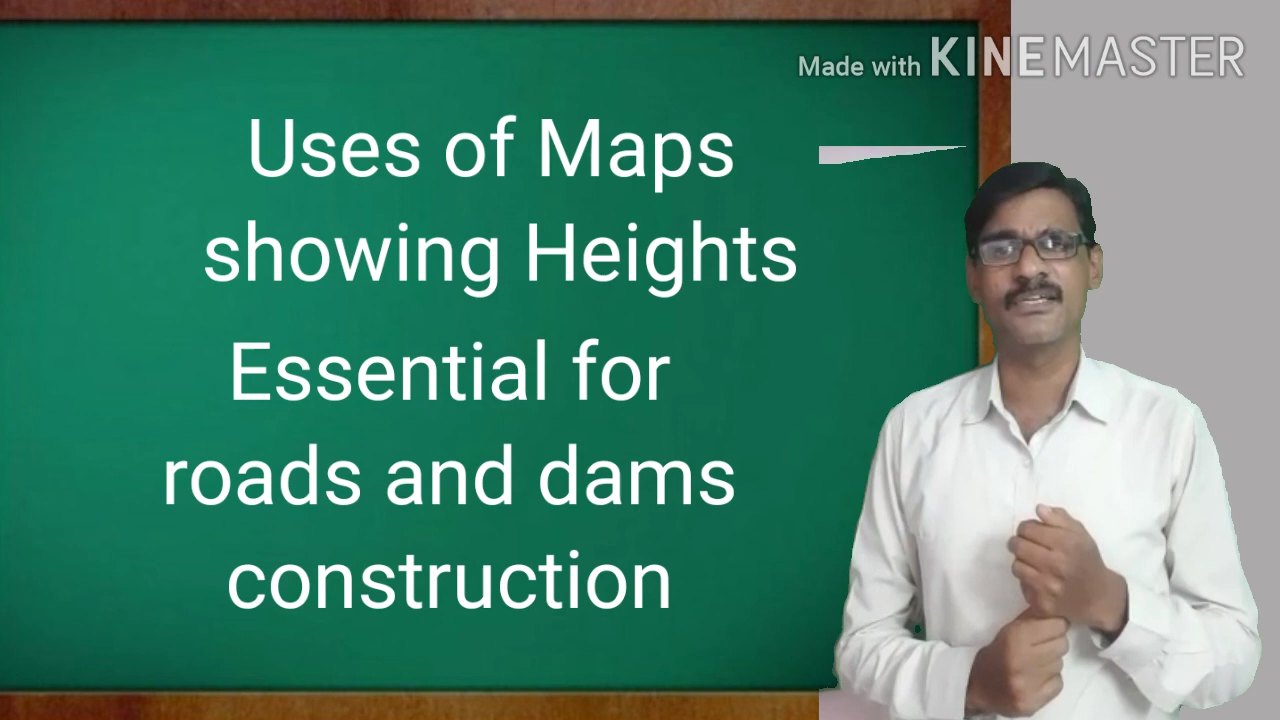 Made with KINEMASTER
Uses of Maps
showing Heights
Essential for
roads and dams
construction